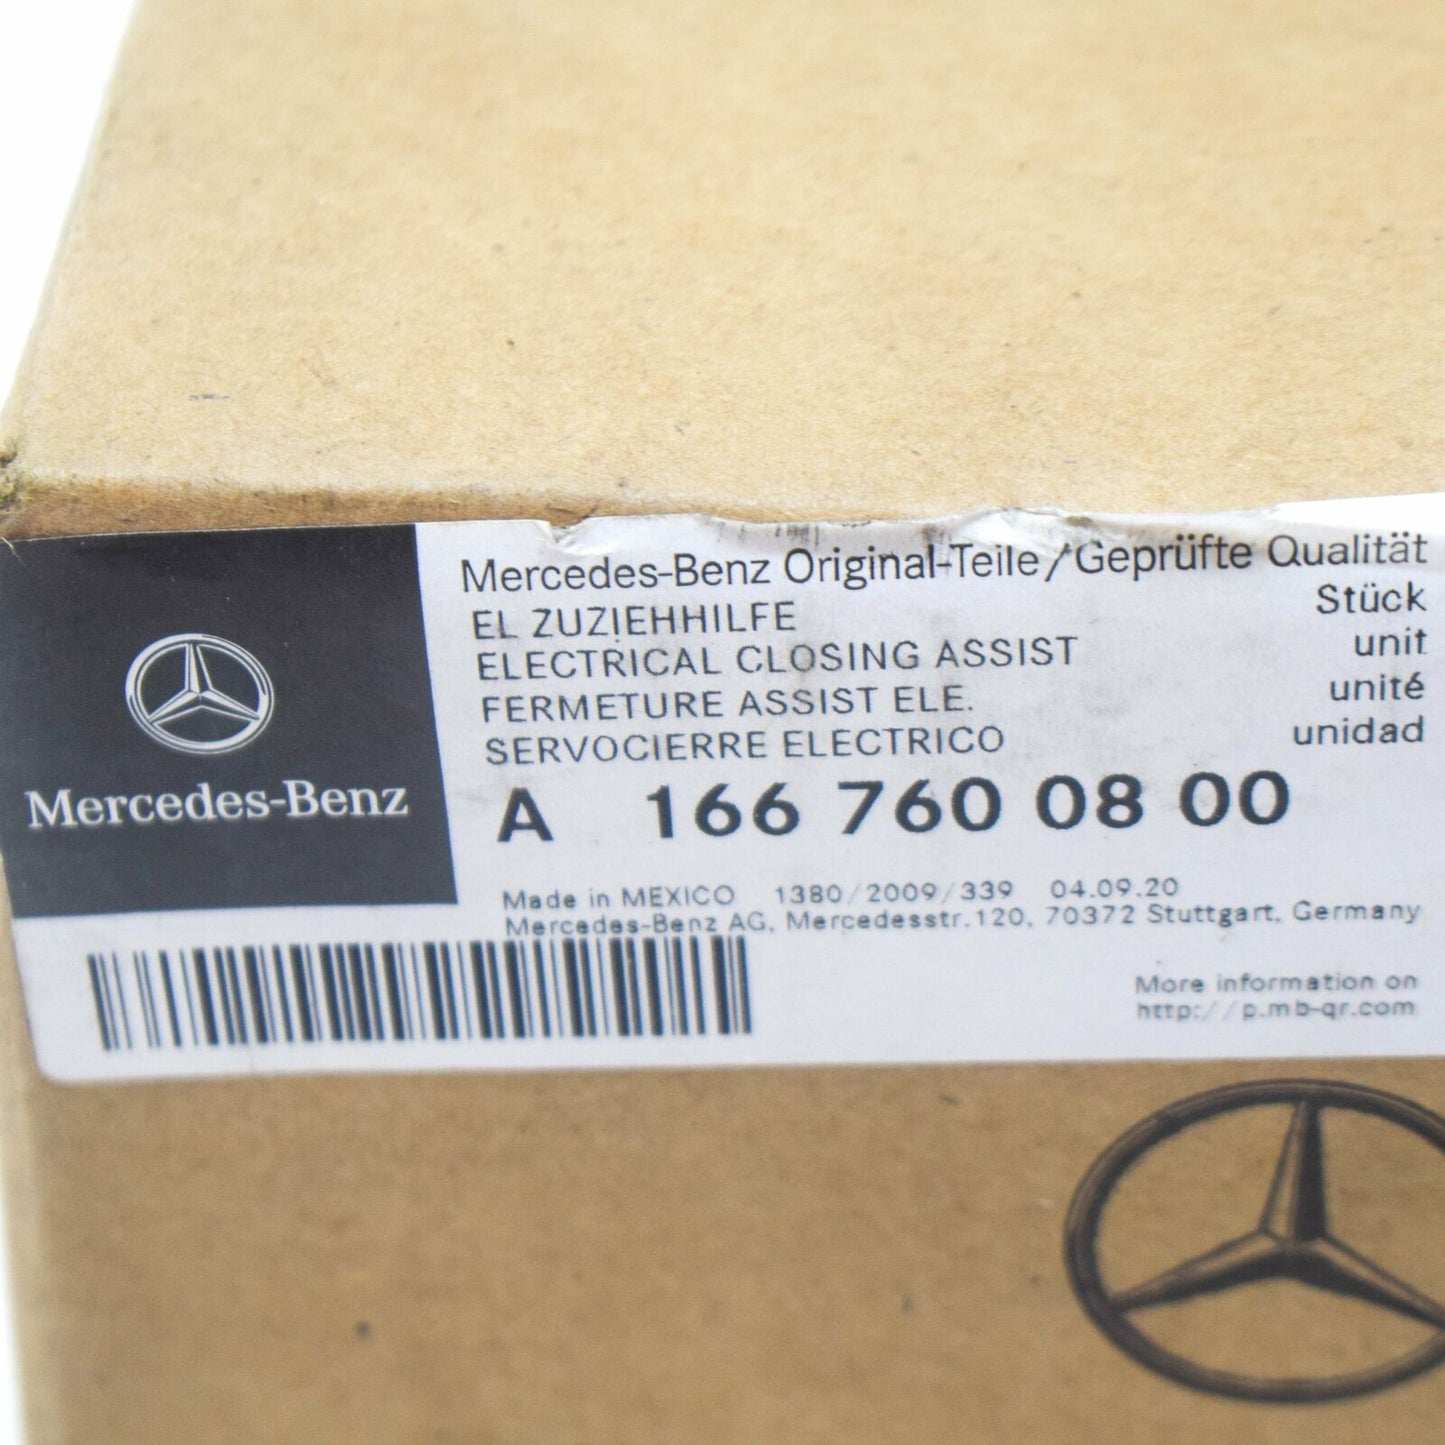 Mercedes-Benz Original-Teile/Geprüfte Qualität
EL ZUZIEHHILFE
Stück
ELECTRICAL CLOSING ASSIST
unit
FERMETURE ASSIST ELE.
unité
SERVOCIERRE ELECTRICO
unidad
Mercedes-Benz
A 166 760 08 00
Made in MEXICO 1380/2009/339 04.09.20
Mercedes-Benz AG, Mercedesstr.120, 70372 Stuttgart, Germany
More information on
http://p.mb-qr.com